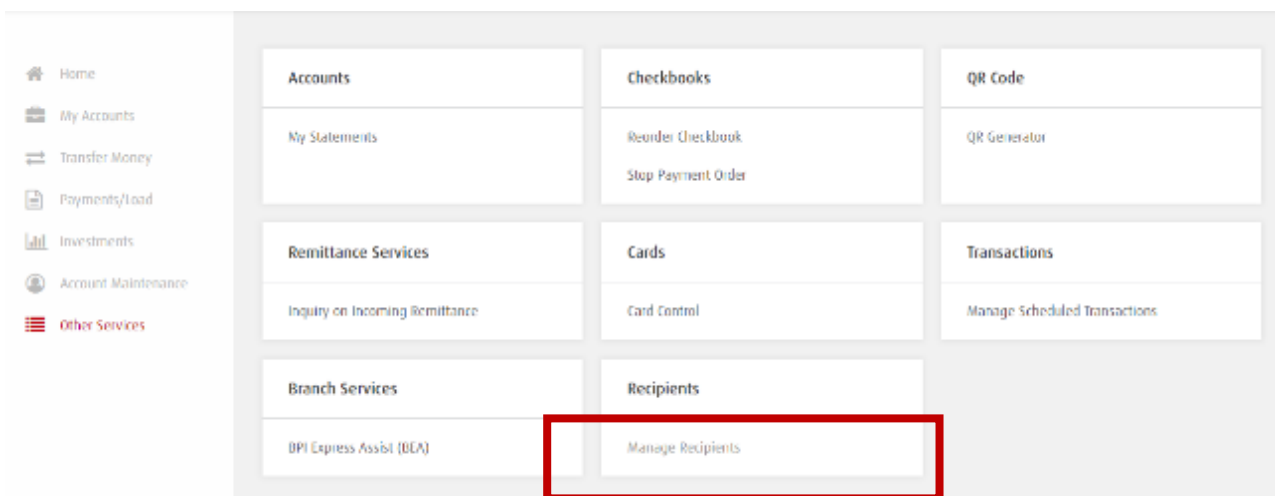 Home
My Accounts
Transfer Money
Payments/Load
Investments
Account Maintenance
Other Services
Accounts
My Statements
Checkbooks
Reorder Checkbook
Stop Payment Order
QR Code
QR Generator
Remittance Services
Inquiry on Incoming Remittance
Cards
Card Control
Transactions
Manage Scheduled Transactions
Branch Services
BPI Express Assist (BEA)
Recipients
Manage Recipients